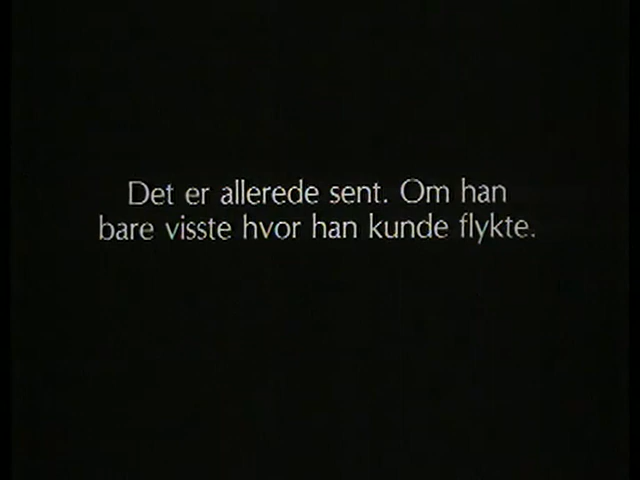 Det er allerede sent. Om han
bare visste hvor han kunde flykte.